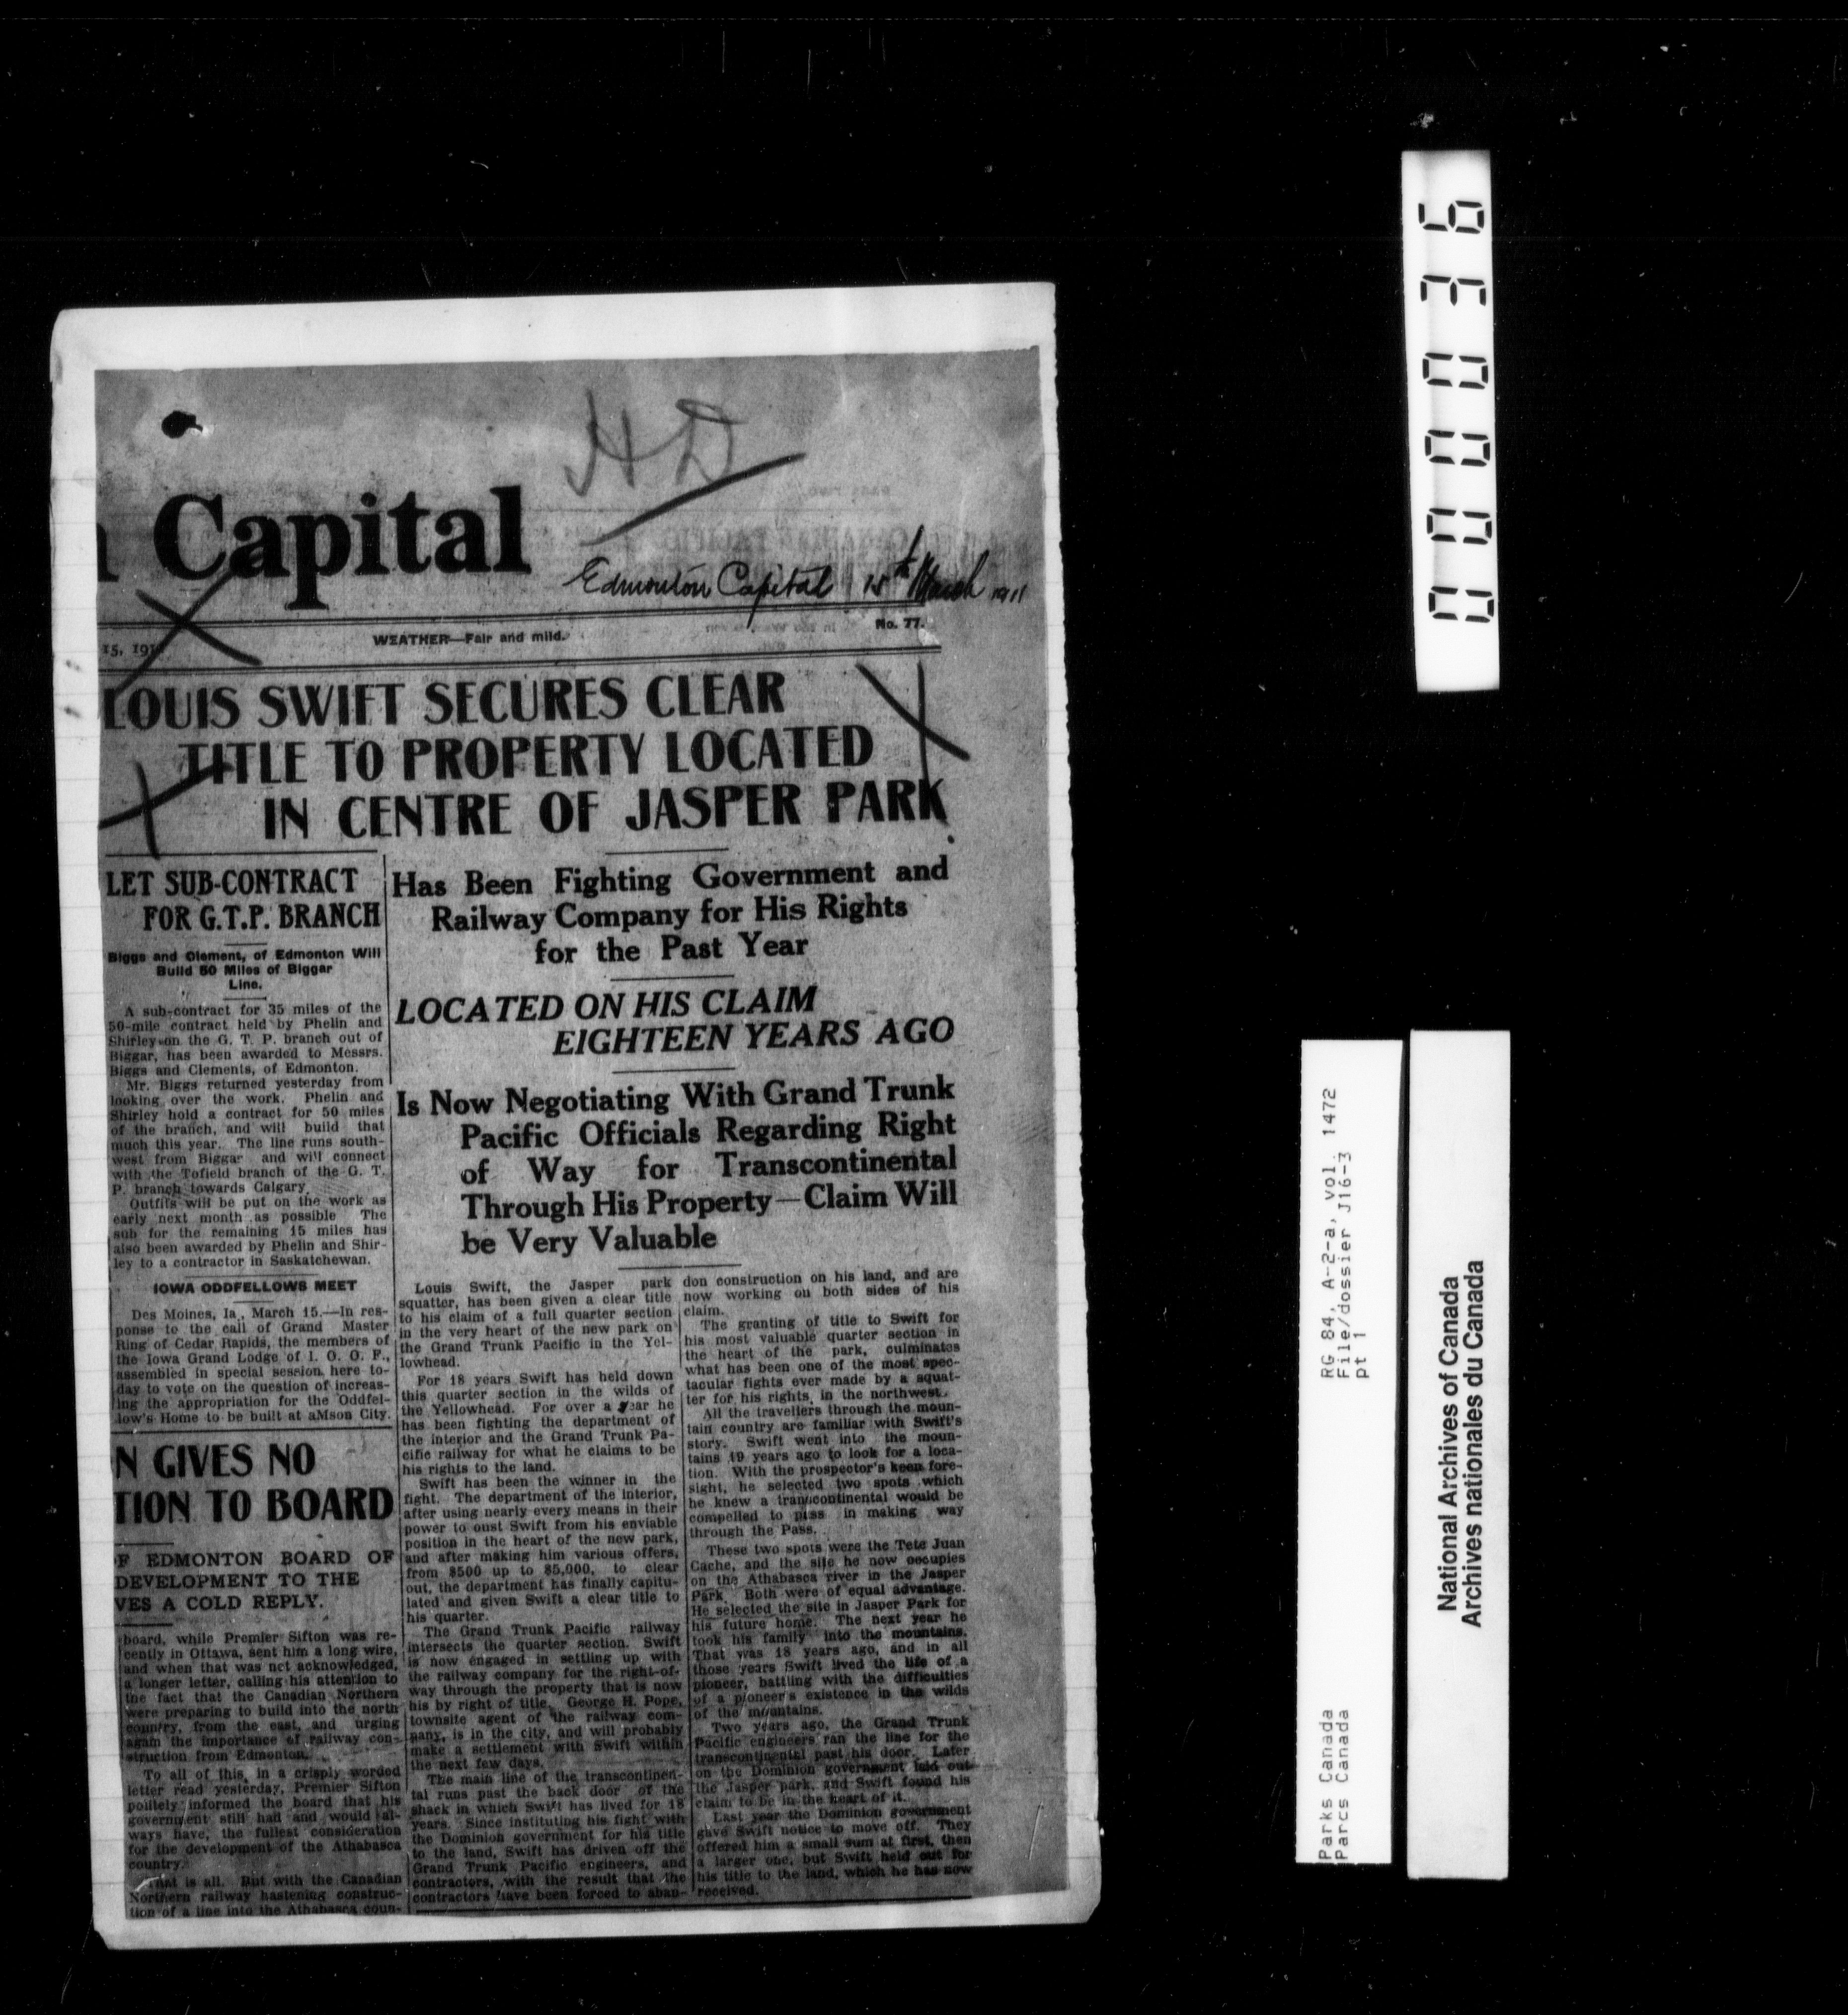 HD
Capital
Edmonton Capital 15th March 1911
15, 191
WEATHER—Fair and mild.
No. 77.
LOUIS SWIFT SECURES CLEAR
TITLE TO PROPERTY LOCATED
IN CENTRE OF JASPER PARK
LET SUB-CONTRACT
FOR G.T.P. BRANCH
Biggs and Clement, of Edmonton Will
Build 50 Miles of Biggar
Line.
A sub-contract for 35 miles of the
50-mile contract held by Phelin and
Shirley on the G. T. P. branch out of
Biggar, has been awarded to Messrs.
Biggs and Clements, of Edmonton.
Mr. Biggs returned yesterday from
looking over the work. Phelin and
Shirley hold a contract for 50 miles
of the branch, and will build that
much this year. The line runs south-
west from Biggar and will connect
with the Tofield branch of the G. T.
P. branch towards Calgary.
Outfits will be put on the work as
early next month as possible The
sub for the remaining 15 miles has
also been awarded by Phelin and Shir-
ley to a contractor in Saskatchewan.
IOWA ODDFELLOWS MEET
Des Moines, Ia., March 15.—In res-
ponse to the call of Grand Master
Ring of Cedar Rapids, the members of
the Iowa Grand Lodge of I. O. O. F.,
assembled in special session here to-
day to vote on the question of increas-
ing the appropriation for the Oddfel-
low's Home to be built at aMson City.
N GIVES NO
TION TO BOARD
F EDMONTON BOARD OF
DEVELOPMENT TO THE
VES A COLD REPLY.
board, while Premier Sifton was re-
cently in Ottawa, sent him a long wire,
and when that was not acknowledged,
a longer letter, calling his attention to
the fact that the Canadian Northern
were preparing to build into the north
country, from the east, and urging
again the importance of railway con-
struction from Edmonton.
To all of this, in a crisply worded
letter read yesterday, Premier Sifton
politely informed the board that his
government still had and would al-
ways have, the fullest consideration
for the development of the Athabasca
country.
That is all. But with the Canadian
Northern railway hastening construc-
tion of a line into the Athabasca coun-
Has Been Fighting Government and
Railway Company for His Rights
for the Past Year
LOCATED ON HIS CLAIM
EIGHTEEN YEARS AGO
Is Now Negotiating With Grand Trunk
Pacific Officials Regarding Right
of Way for Transcontinental
Through His Property—Claim Will
be Very Valuable
Louis Swift, the Jasper park
squatter, has been given a clear title
to his claim of a full quarter section
in the very heart of the new park on
the Grand Trunk Pacific in the Yel-
lowhead.
For 18 years Swift has held down
this quarter section in the wilds of
the Yellowhead. For over a year he
has been fighting the department of
the interior and the Grand Trunk Pa-
cific railway for what he claims to be
his rights to the land.
Swift has been the winner in the
fight. The department of the interior,
after using nearly every means in their
power to oust Swift from his enviable
position in the heart of the new park,
and after making him various offers,
from $500 up to $5,000, to clear
out, the department has finally capitu-
lated and given Swift a clear title to
his quarter.
The Grand Trunk Pacific railway
intersects the quarter section. Swift
is now engaged in settling up with
the railway company for the right-of-
way through the property that is now
his by right of title. George H. Pope,
townsite agent of the railway com-
pany, is in the city, and will probably
make a settlement with Swift within
the next few days.
The main line of the transcontinen-
tal runs past the back door of the
shack in which Swift has lived for 18
years. Since instituting his fight with
the Dominion government for his title
to the land, Swift has driven off the
Grand Trunk Pacific engineers, and
contractors, with the result that the
contractors have been forced to aban-
don construction on his land, and are
now working on both sides of his
claim.
The granting of title to Swift for
his most valuable quarter section in
the heart of the park, culminates
what has been one of the most spec-
tacular fights ever made by a squat-
ter for his rights in the northwest.
All the travellers through the moun-
tain country are familiar with Swift's
story. Swift went into the moun-
tains 19 years ago to look for a loca-
tion. With the prospector's keen fore-
sight, he selected two spots which
he knew a transcontinental would be
compelled to pass in making way
through the Pass.
These two spots were the Tete Juan
Cache, and the site he now occupies
on the Athabasca river in the Jasper
Park. Both were of equal advantage.
He selected the site in Jasper Park for
his future home. The next year he
took his family into the mountains.
That was 18 years ago, and in all
those years Swift lived the life of a
pioneer, battling with the difficulties
of a pioneer's existence in the wilds
of the mountains.
Two years ago, the Grand Trunk
Pacific engineers ran the line for the
transcontinental past his door. Later
on the Dominion government laid out
the Jasper park, and Swift found his
claim to be in the heart of it.
Last year the Dominion government
gave Swift notice to move off. They
offered him a small sum at first, then
a larger one, but Swift held out for
his title to the land, which he has now
received.
000036
Parks Canada RG 84, A-2-a, vol. 1472
Parcs Canada File/dossier J16-3
pt 1
National Archives of Canada
Archives nationales du Canada